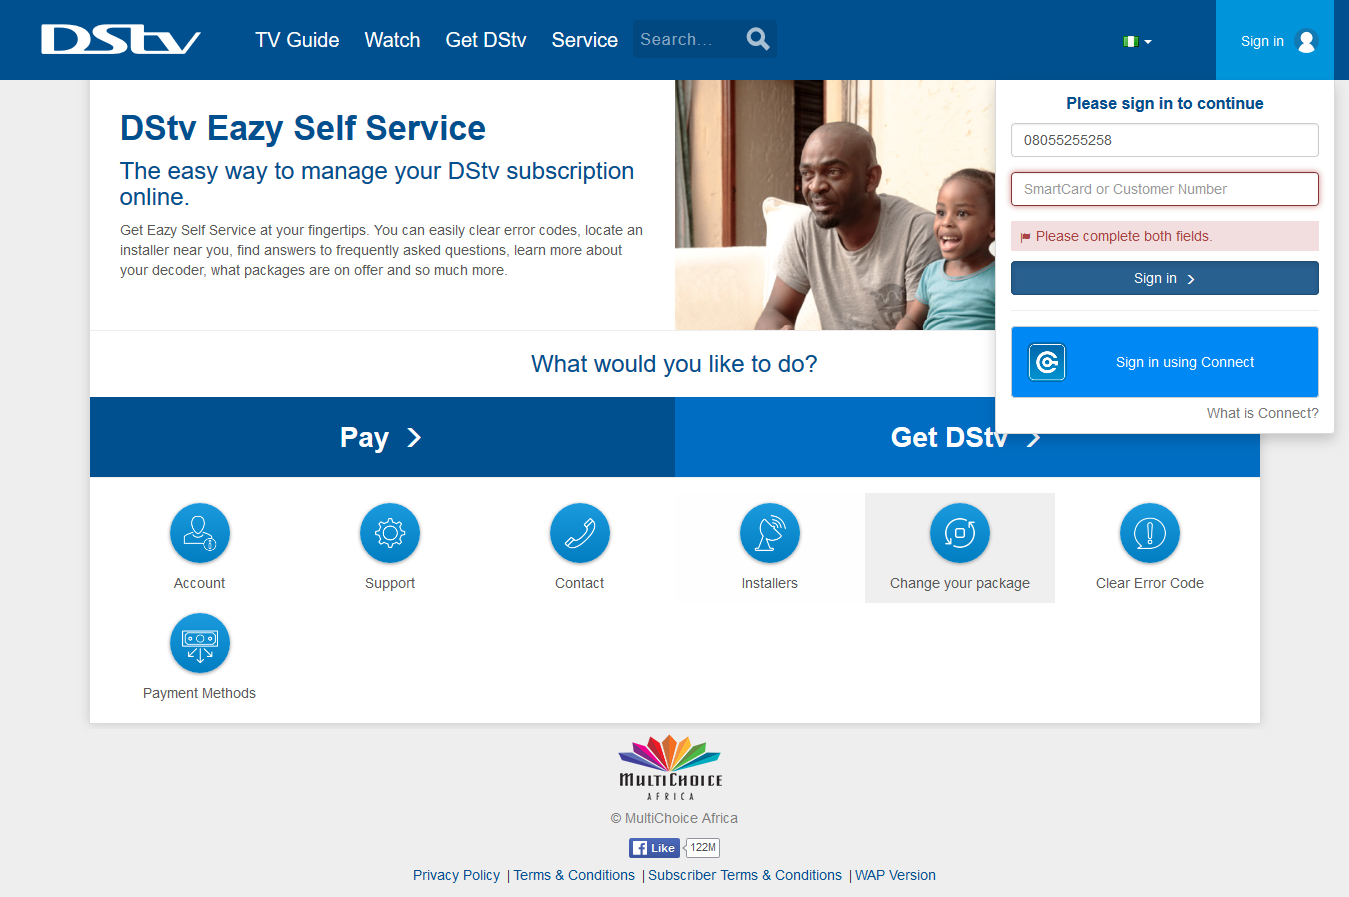 DStv
TV Guide
Watch
Get DStv
Service
Search...
Sign in
Please sign in to continue
08055255258
SmartCard or Customer Number
Please complete both fields.
Sign in
Sign in using Connect
What is Connect?
DStv Eazy Self Service
The easy way to manage your DStv subscription
online.
Get Eazy Self Service at your fingertips. You can easily clear error codes, locate an
installer near you, find answers to frequently asked questions, learn more about
your decoder, what packages are on offer and so much more.
What would you like to do?
Pay
Get DStv
Account
Support
Contact
Installers
Change your package
Clear Error Code
Payment Methods
MULTICHOICE
AFRICA
© MultiChoice Africa
Like
122M
Privacy Policy | Terms & Conditions | Subscriber Terms & Conditions | WAP Version